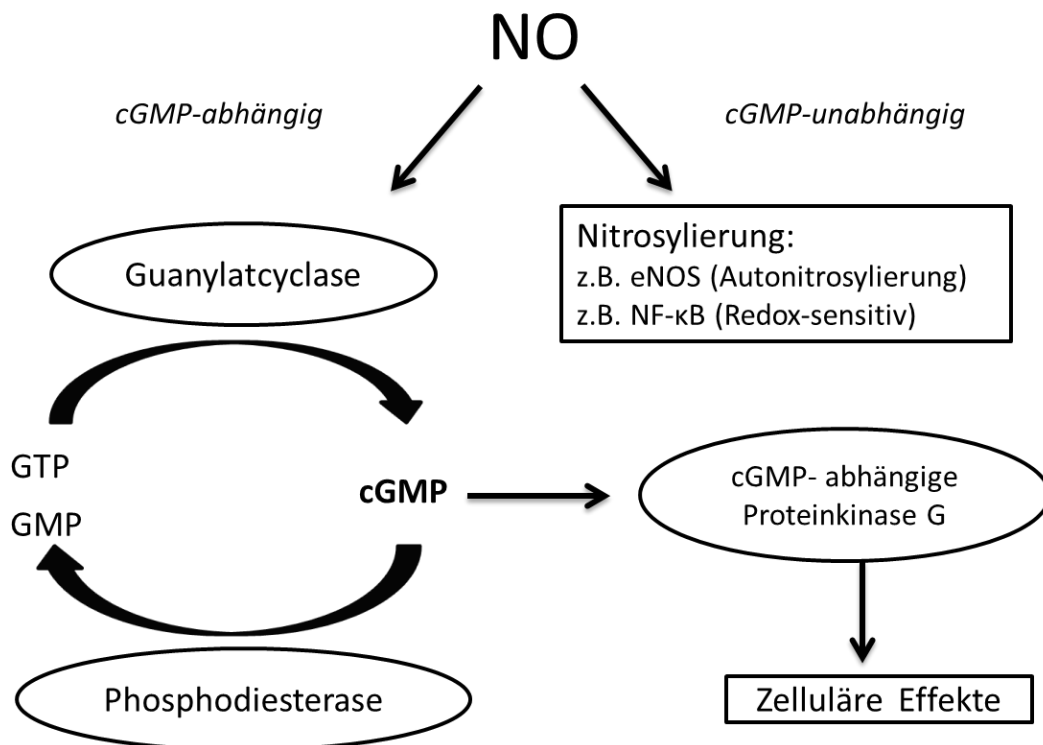 NO
cGMP-abhängig
cGMP-unabhängig
Guanylatcyclase
Nitrosylierung:
z.B. eNOS (Autonitrosylierung)
z.B. NF-κB (Redox-sensitiv)
GTP
GMP
cGMP
cGMP- abhängige
Proteinkinase G
Phosphodiesterase
Zelluläre Effekte